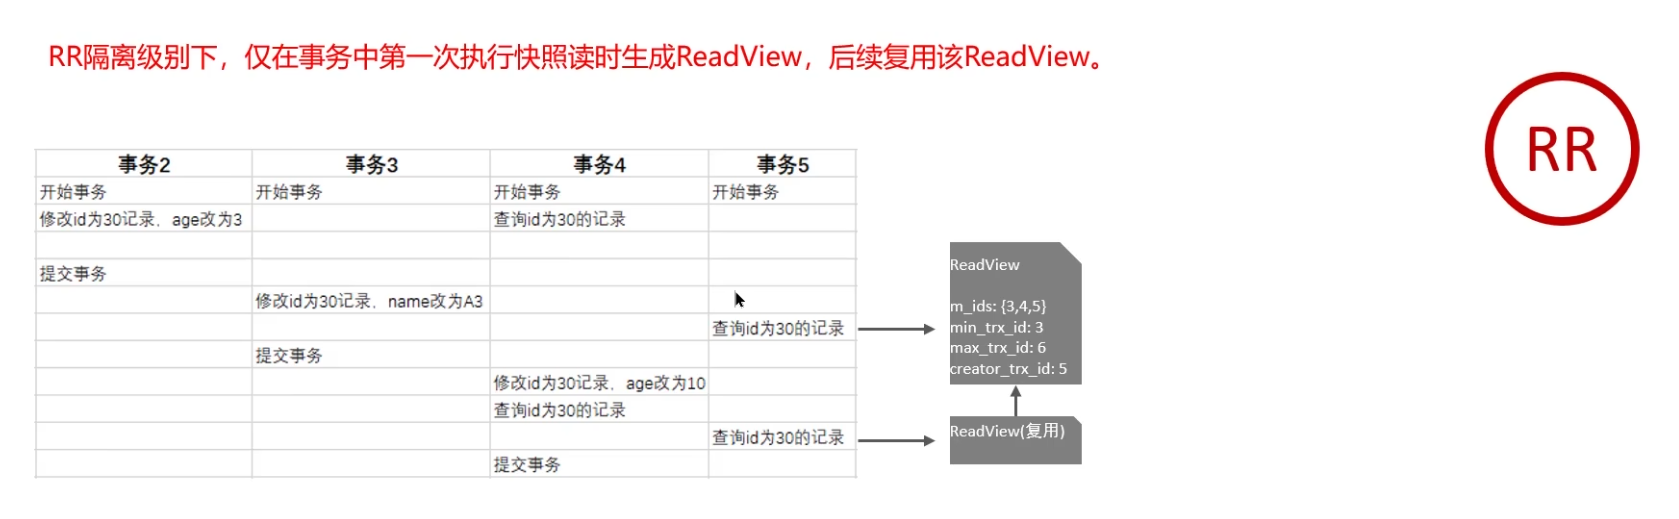 RR隔离级别下，仅在事务中第一次执行快照读时生成ReadView，后续复用该ReadView。
RR
事务2 事务3 事务4 事务5
开始事务 开始事务 开始事务 开始事务
修改id为30记录、age改为3 查询id为30的记录
提交事务
修改id为30记录、name改为A3
查询id为30的记录
提交事务
修改id为30记录、age改为10
查询id为30的记录
查询id为30的记录
提交事务
ReadView
m_ids: {3,4,5}
min_trx_id: 3
max_trx_id: 6
creator_trx_id: 5
ReadView(复用)